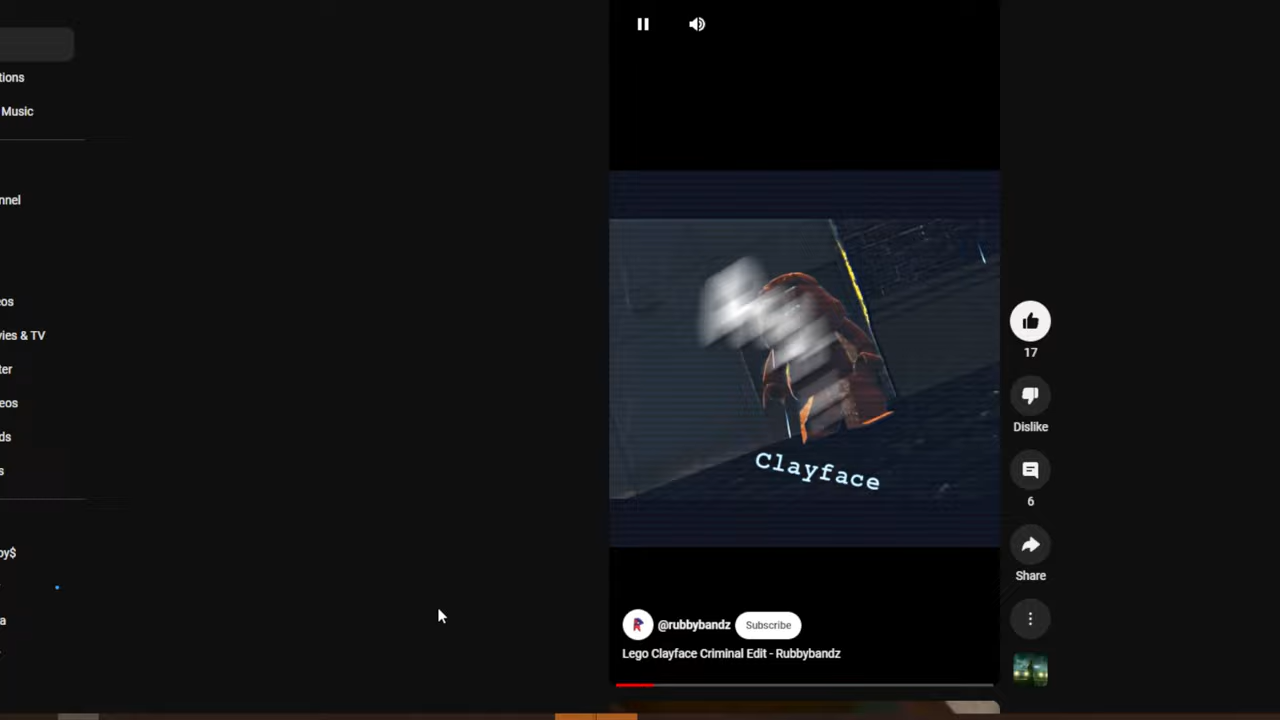 tions
Music
nnel
eos
vies & TV
ter
eos
ds
s
by$
a
Clayface
17
Dislike
6
Share
@rubbybandz
Subscribe
Lego Clayface Criminal Edit - Rubbybandz